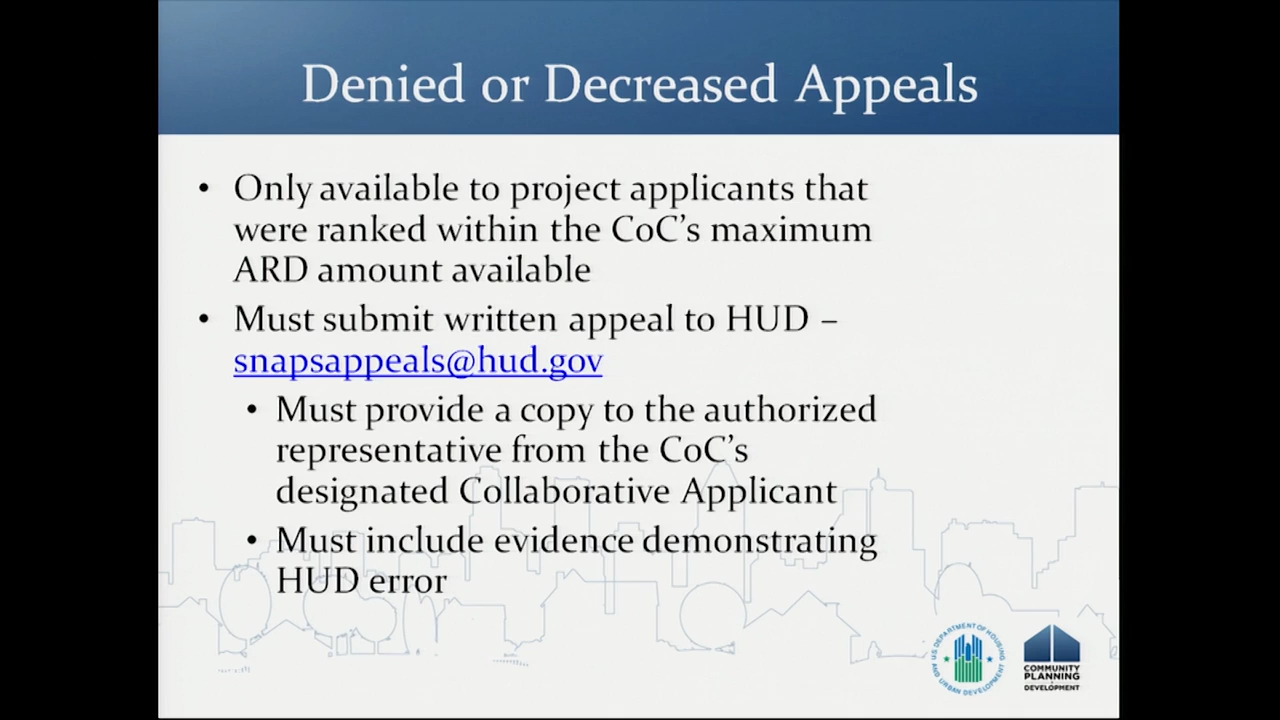 Denied or Decreased Appeals
• Only available to project applicants that
were ranked within the CoC’s maximum
ARD amount available
• Must submit written appeal to HUD –
snapsappeals@hud.gov
• Must provide a copy to the authorized
representative from the CoC’s
designated Collaborative Applicant
• Must include evidence demonstrating
HUD error
U.S. DEPARTMENT OF HOUSING
AND URBAN DEVELOPMENT
COMMUNITY
PLANNING
DEVELOPMENT